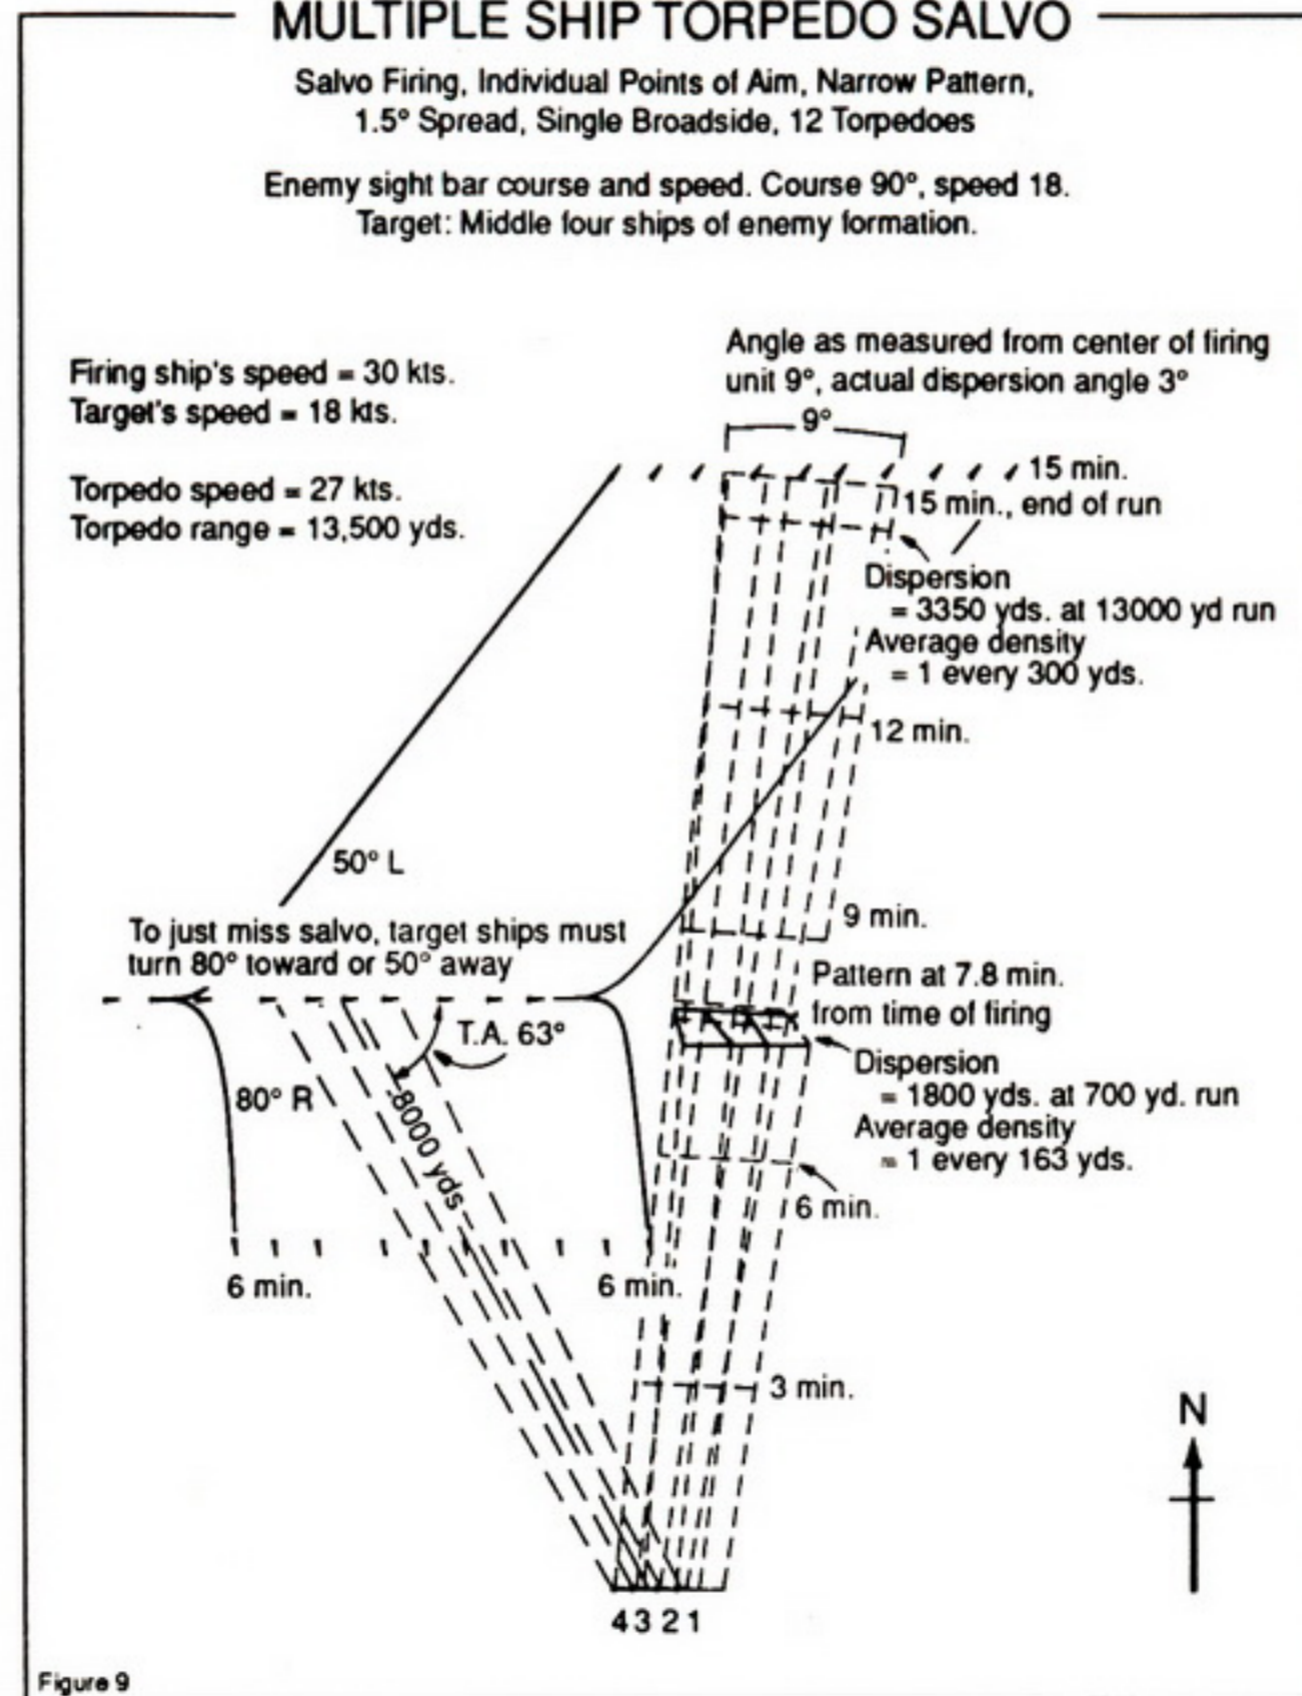 MULTIPLE SHIP TORPEDO SALVO
Salvo Firing, Individual Points of Aim, Narrow Pattern,
1.5° Spread, Single Broadside, 12 Torpedoes
Enemy sight bar course and speed. Course 90°, speed 18.
Target: Middle four ships of enemy formation.
Firing ship's speed = 30 kts.
Target's speed = 18 kts.
Torpedo speed = 27 kts.
Torpedo range = 13,500 yds.
Angle as measured from center of firing
unit 9°, actual dispersion angle 3°
9°
15 min.
15 min., end of run
Dispersion
= 3350 yds. at 13000 yd run
Average density
= 1 every 300 yds.
12 min.
50° L
9 min.
To just miss salvo, target ships must
turn 80° toward or 50° away
Pattern at 7.8 min.
from time of firing
T.A. 63°
Dispersion
= 1800 yds. at 700 yd. run
Average density
= 1 every 163 yds.
80° R
8000 yds
6 min.
6 min.
6 min.
3 min.
N
4 3 2 1
Figure 9